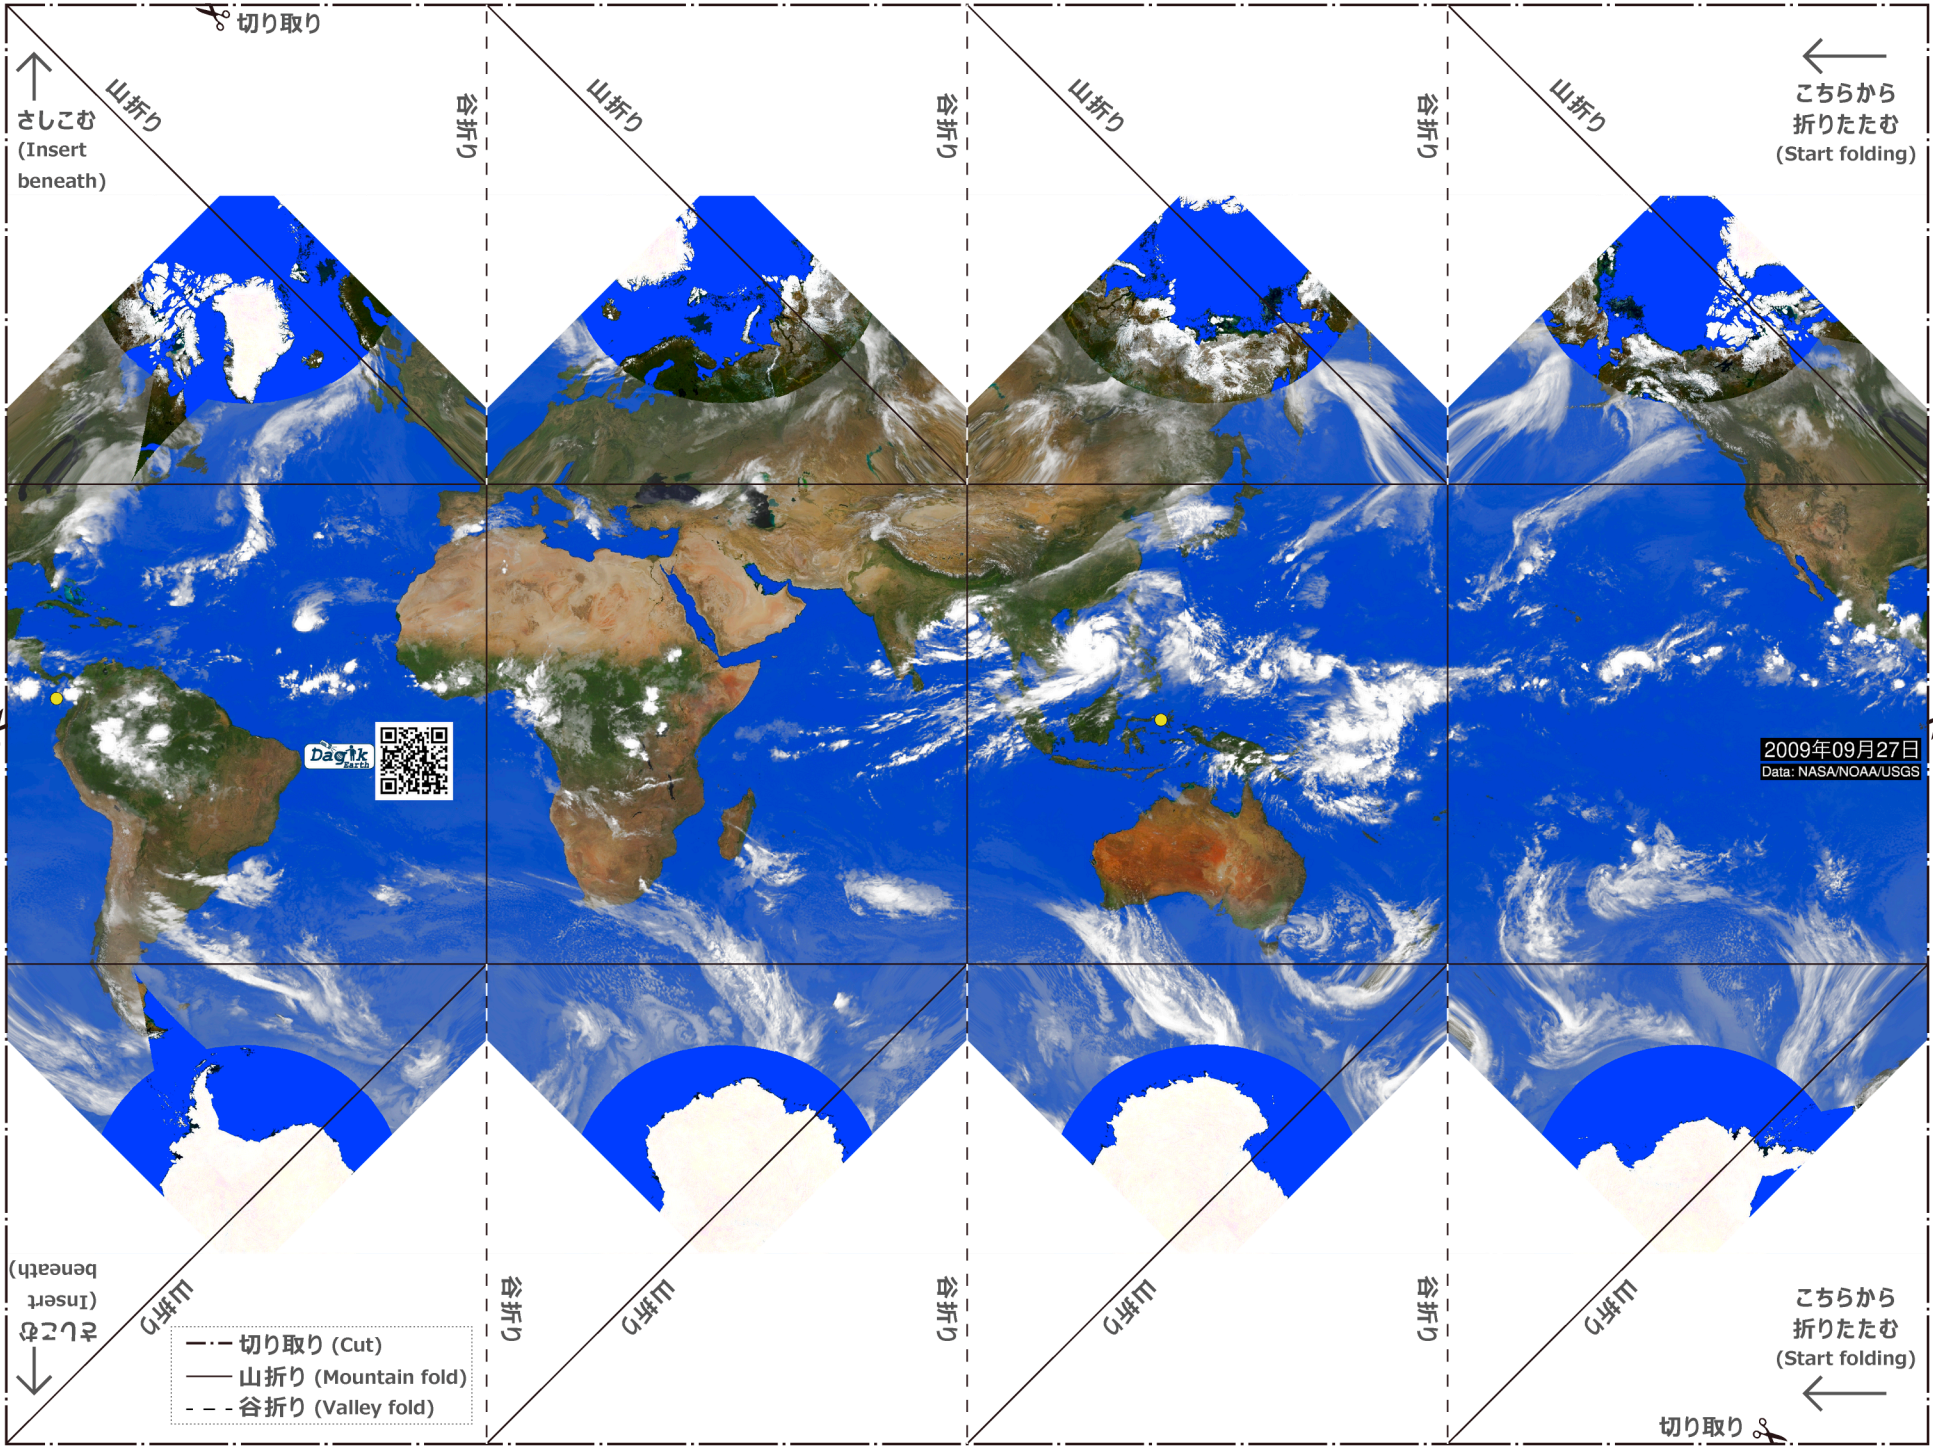 切り取り
山折り
谷折り
山折り
谷折り
山折り
谷折り
山折り
さしこむ
(Insert
beneath)
こちらから
折りたたむ
(Start folding)
Dagik
Earth
2009年09月27日
Data: NASA/NOAA/USGS
さしこむ
(Insert
beneath)
山折り
谷折り
山折り
谷折り
山折り
谷折り
山折り
こちらから
折りたたむ
(Start folding)
切り取り (Cut)
山折り (Mountain fold)
谷折り (Valley fold)
切り取り